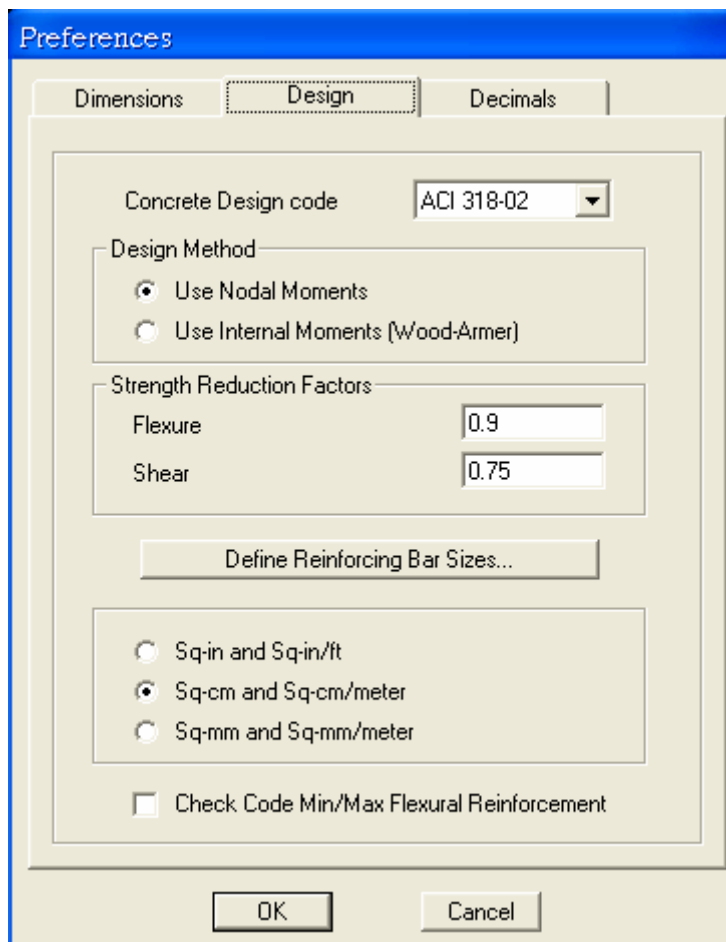 Preferences
Dimensions Design Decimals
Concrete Design code ACI 318-02
Design Method
Use Nodal Moments
Use Internal Moments (Wood-Armer)
Strength Reduction Factors
Flexure 0.9
Shear 0.75
Define Reinforcing Bar Sizes...
Sq-in and Sq-in/ft
Sq-cm and Sq-cm/meter
Sq-mm and Sq-mm/meter
Check Code Min/Max Flexural Reinforcement
OK Cancel